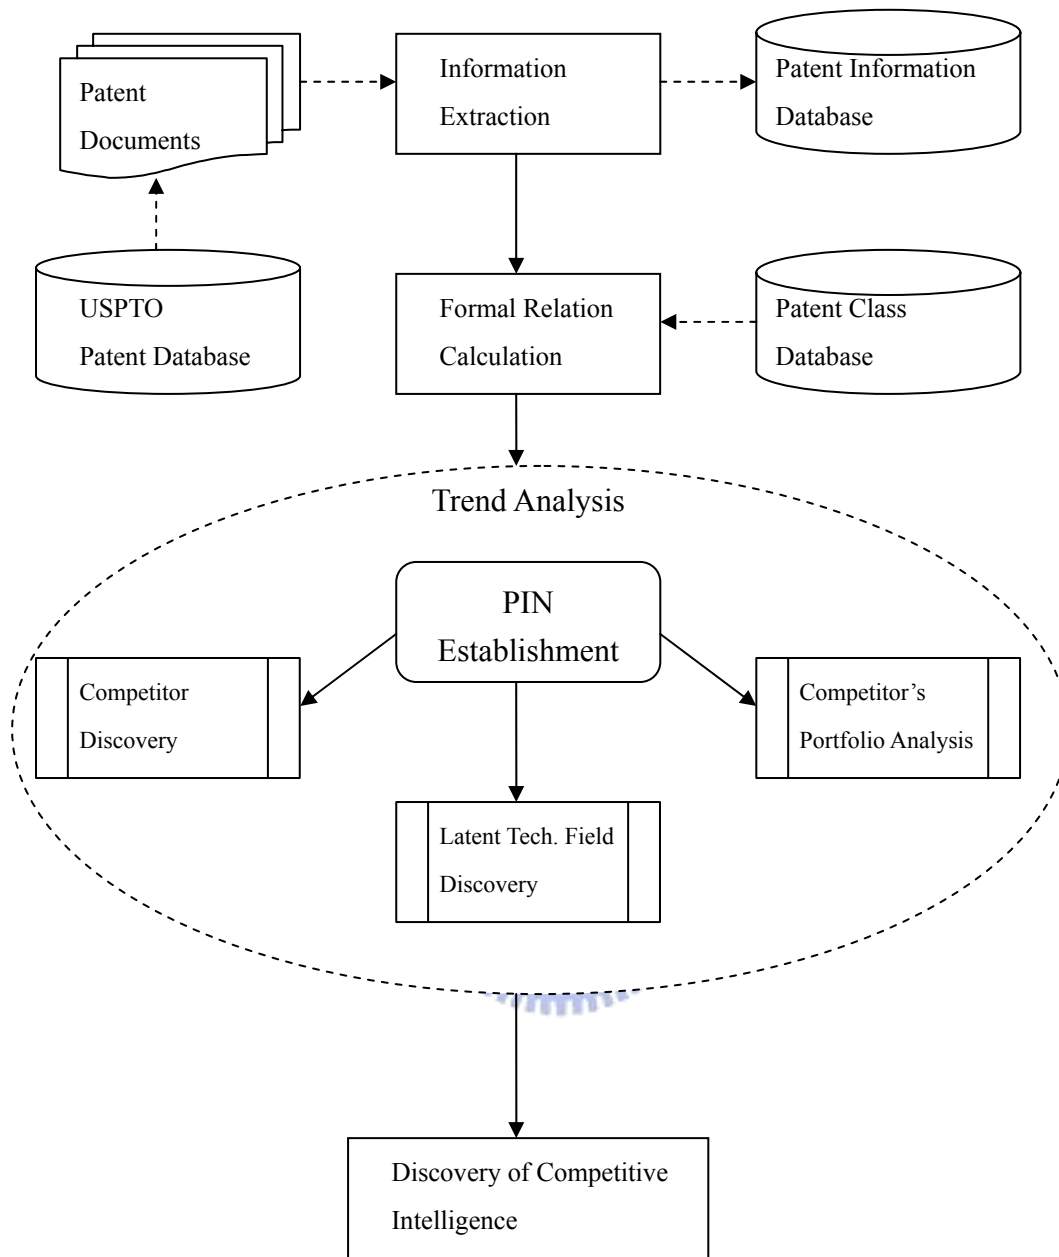 Patent
Documents
Information
Extraction
Patent Information
Database
USPTO
Patent Database
Formal Relation
Calculation
Patent Class
Database
Trend Analysis
PIN
Establishment
Competitor
Discovery
Competitor’s
Portfolio Analysis
Latent Tech. Field
Discovery
Discovery of Competitive
Intelligence